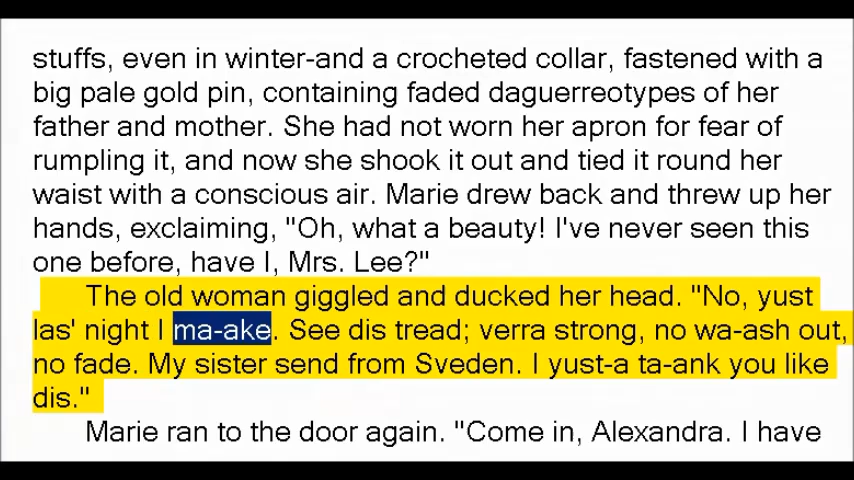 stuffs, even in winter-and a crocheted collar, fastened with a
big pale gold pin, containing faded daguerreotypes of her
father and mother. She had not worn her apron for fear of
rumpling it, and now she shook it out and tied it round her
waist with a conscious air. Marie drew back and threw up her
hands, exclaiming, "Oh, what a beauty! I've never seen this
one before, have I, Mrs. Lee?"
The old woman giggled and ducked her head. "No, yust
las' night I ma-ake. See dis tread; verra strong, no wa-ash out,
no fade. My sister send from Sveden. I yust-a ta-ank you like
dis."
Marie ran to the door again. "Come in, Alexandra. I have